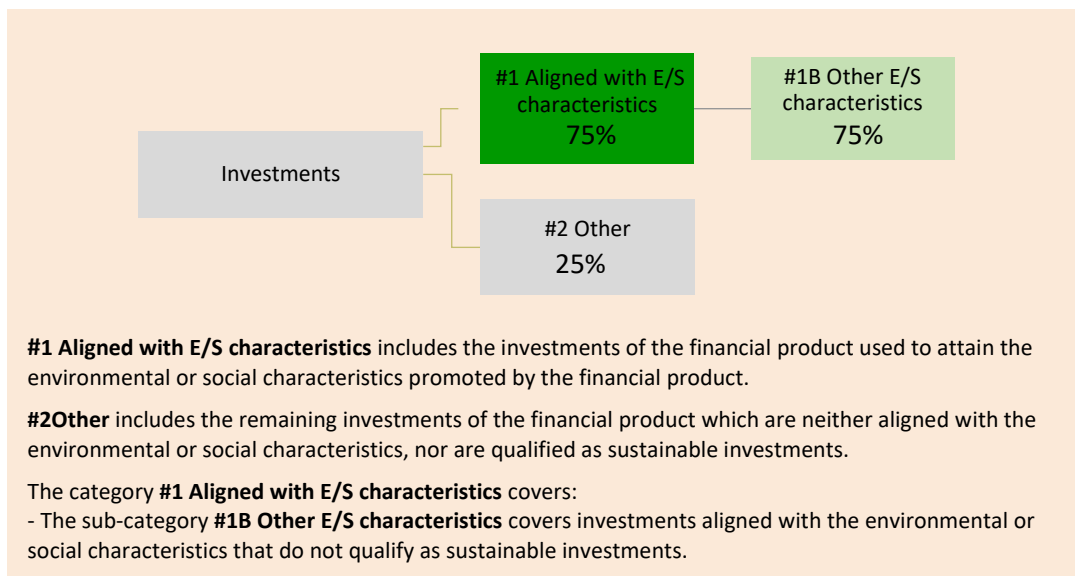 #1 Aligned with E/S
characteristics
75%
#1B Other E/S
characteristics
75%
Investments
#2 Other
25%
#1 Aligned with E/S characteristics includes the investments of the financial product used to attain the
environmental or social characteristics promoted by the financial product.
#2Other includes the remaining investments of the financial product which are neither aligned with the
environmental or social characteristics, nor are qualified as sustainable investments.
The category #1 Aligned with E/S characteristics covers:
- The sub-category #1B Other E/S characteristics covers investments aligned with the environmental or
social characteristics that do not qualify as sustainable investments.